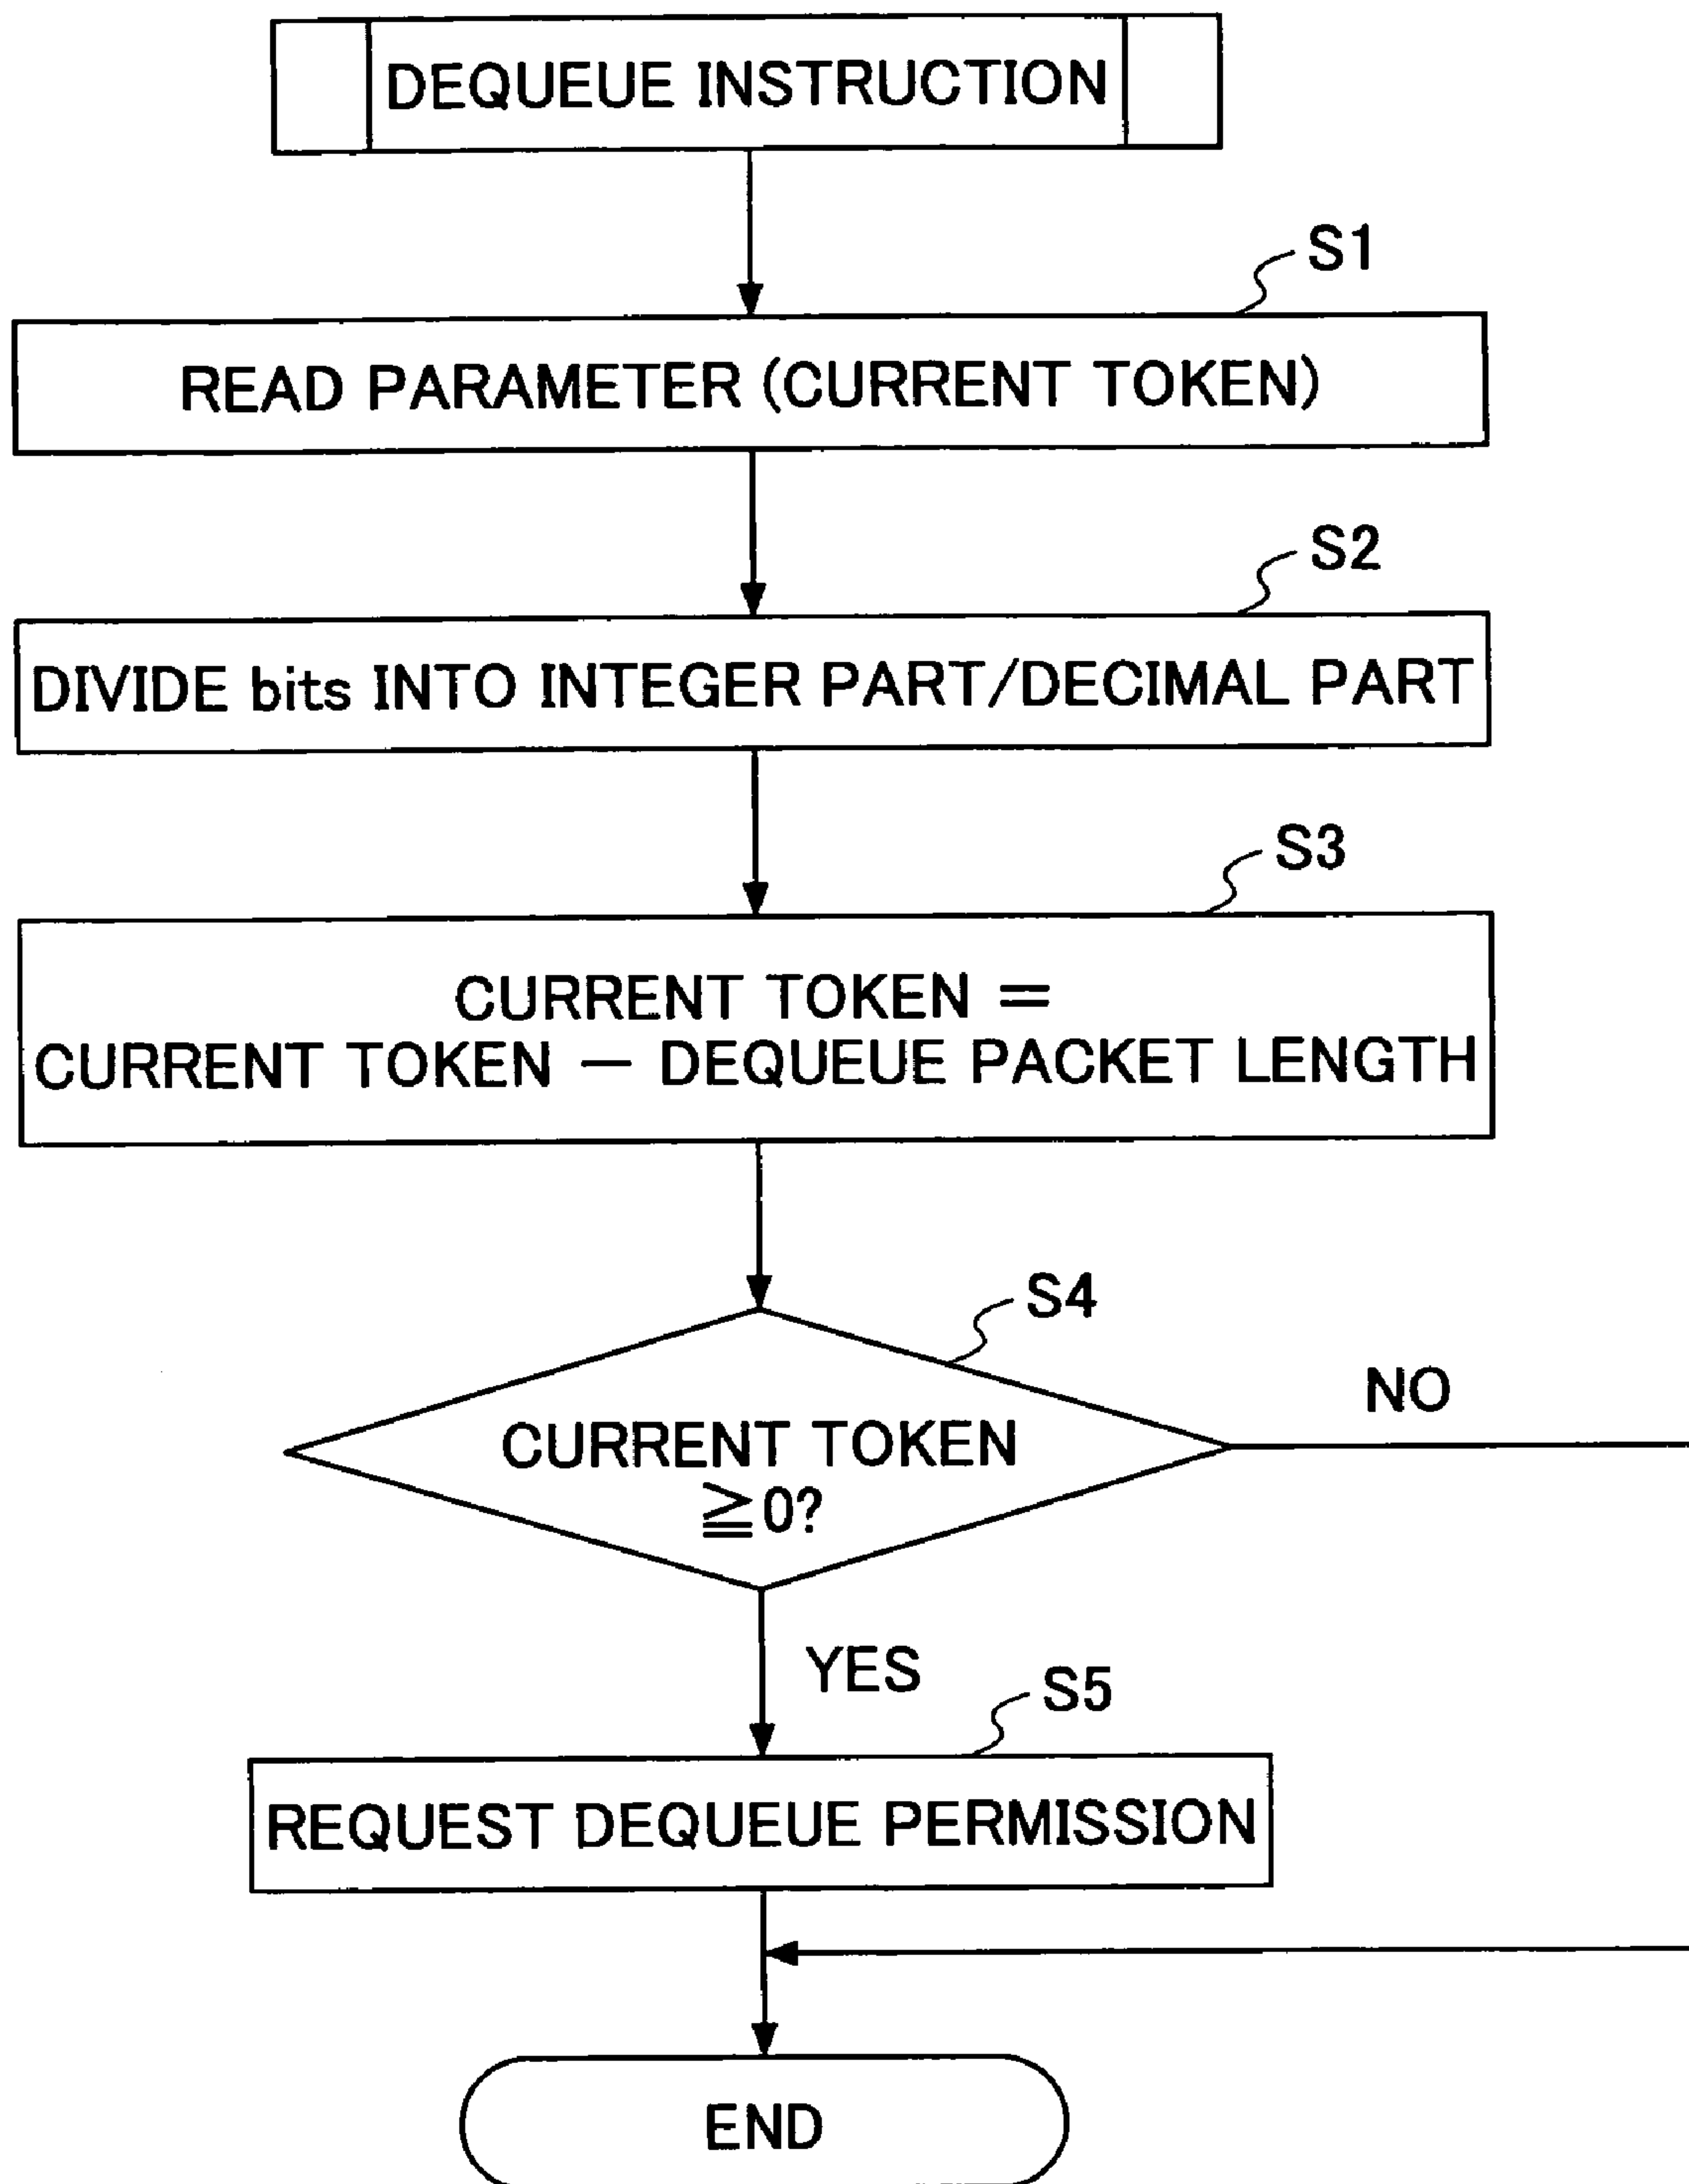 DEQUEUE INSTRUCTION
S1
READ PARAMETER (CURRENT TOKEN)
S2
DIVIDE bits INTO INTEGER PART/DECIMAL PART
S3
CURRENT TOKEN =
CURRENT TOKEN — DEQUEUE PACKET LENGTH
S4
NO
CURRENT TOKEN
≧0?
YES
S5
REQUEST DEQUEUE PERMISSION
END